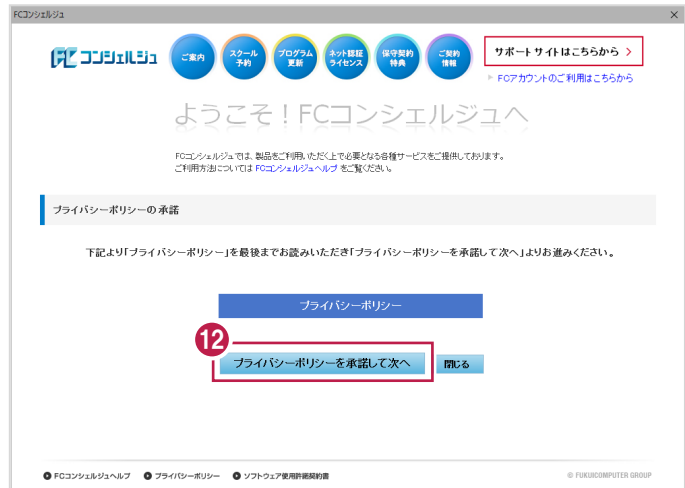 FCコンシェルジュ
FCコンシェルジュ
ご案内
スクール
予約
プログラム
更新
ネット認証
ライセンス
保守契約
特典
ご契約
情報
サポートサイトはこちらから >
FCアカウントのご利用はこちらから
ようこそ！FCコンシェルジュへ
FCコンシェルジュでは、製品をご利用いただく上で必要となる各種サービスをご提供しております。
ご利用方法については FCコンシェルジュヘルプ をご覧ください。
プライバシーポリシーの承諾
下記より「プライバシーポリシー」を最後までお読みいただき「プライバシーポリシーを承諾して次へ」よりお進みください。
プライバシーポリシー
12
プライバシーポリシーを承諾して次へ
閉じる
FCコンシェルジュヘルプ プライバシーポリシー ソフトウェア使用許諾契約書
© FUKUICOMPUTER GROUP